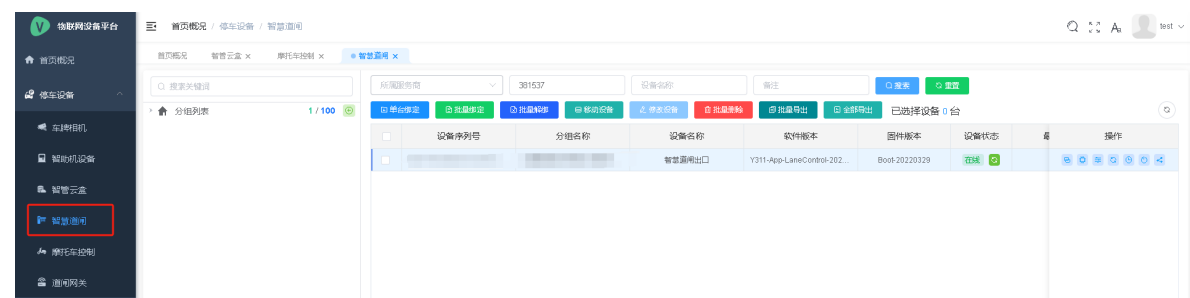 物联网设备平台
首页概况 / 停车设备 / 智慧道闸
test
首页概况 智管云盒 × 摩托车控制 × 智慧道闸 ×
首页概况
停车设备
车牌相机
智助机设备
智管云盒
智慧道闸
摩托车控制
道闸网关
搜索关键词
分组列表 1 / 100
所属服务商 381537 设备名称 备注 搜索 重置
单台绑定 批量绑定 批量解绑 移动设备 修改设备 批量删除 批量导出 全部导出 已选择设备 0 台
设备序列号 分组名称 设备名称 软件版本 固件版本 设备状态 操作
智慧道闸出口 Y311-App-LaneControl-202... Boot-20220329 在线